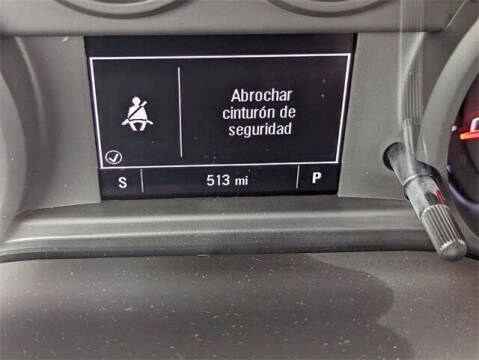 Abrochar
cinturón de
seguridad
S 513 mi P